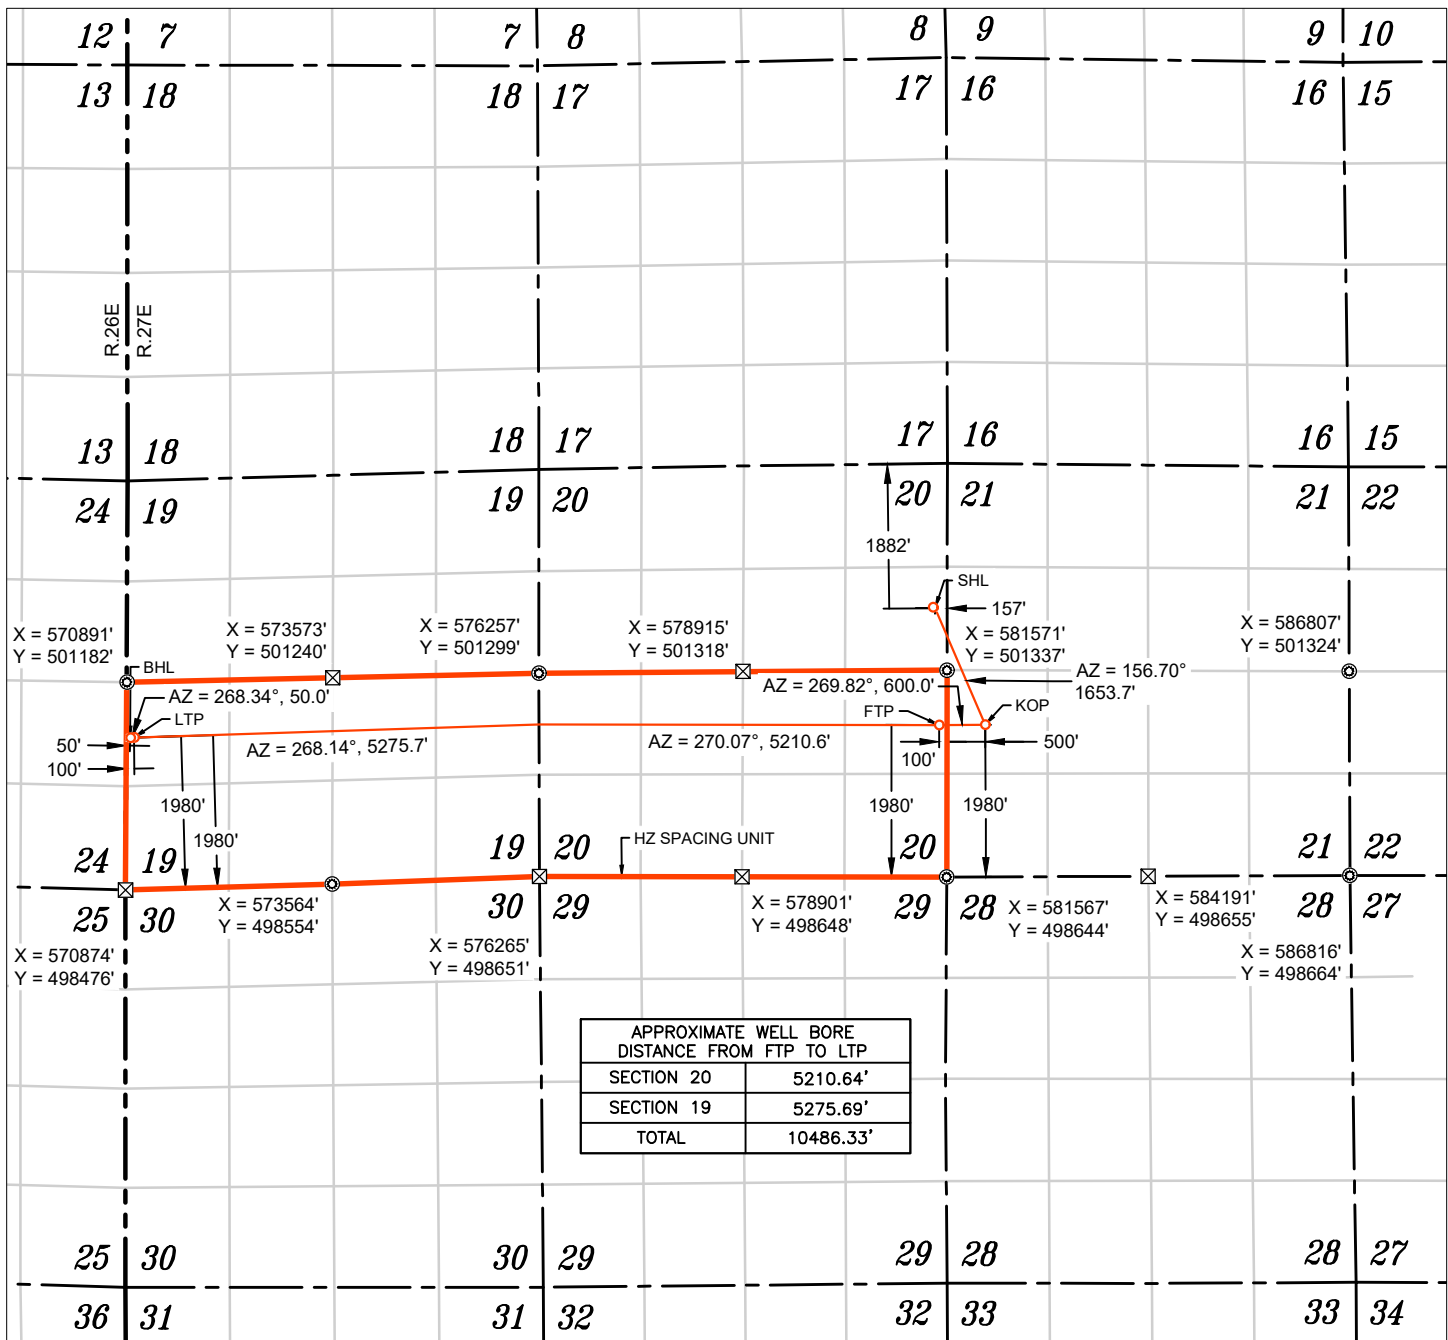 12 7
7 8
8 9
9 10
13 18
18 17
17 16
16 15
R.26E
R.27E
13 18
18 17
17 16
16 15
24 19
19 20
20 21
21 22
1882'
SHL
157'
X = 570891'
Y = 501182'
X = 573573'
Y = 501240'
X = 576257'
Y = 501299'
X = 578915'
Y = 501318'
X = 581571'
Y = 501337'
X = 586807'
Y = 501324'
BHL
AZ = 268.34°, 50.0'
LTP
AZ = 269.82°, 600.0'
AZ = 156.70°
1653.7'
FTP
KOP
50'
100'
AZ = 268.14°, 5275.7'
AZ = 270.07°, 5210.6'
100'
500'
1980'
1980'
1980'
1980'
HZ SPACING UNIT
24 19
19 20
20
21 22
25 30
30 29
29 28
28 27
X = 570874'
Y = 498476'
X = 573564'
Y = 498554'
X = 576265'
Y = 498651'
X = 578901'
Y = 498648'
X = 581567'
Y = 498644'
X = 584191'
Y = 498655'
X = 586816'
Y = 498664'
APPROXIMATE WELL BORE
DISTANCE FROM FTP TO LTP
SECTION 20 5210.64'
SECTION 19 5275.69'
TOTAL 10486.33'
25 30
30 29
29 28
28 27
36 31
31 32
32 33
33 34